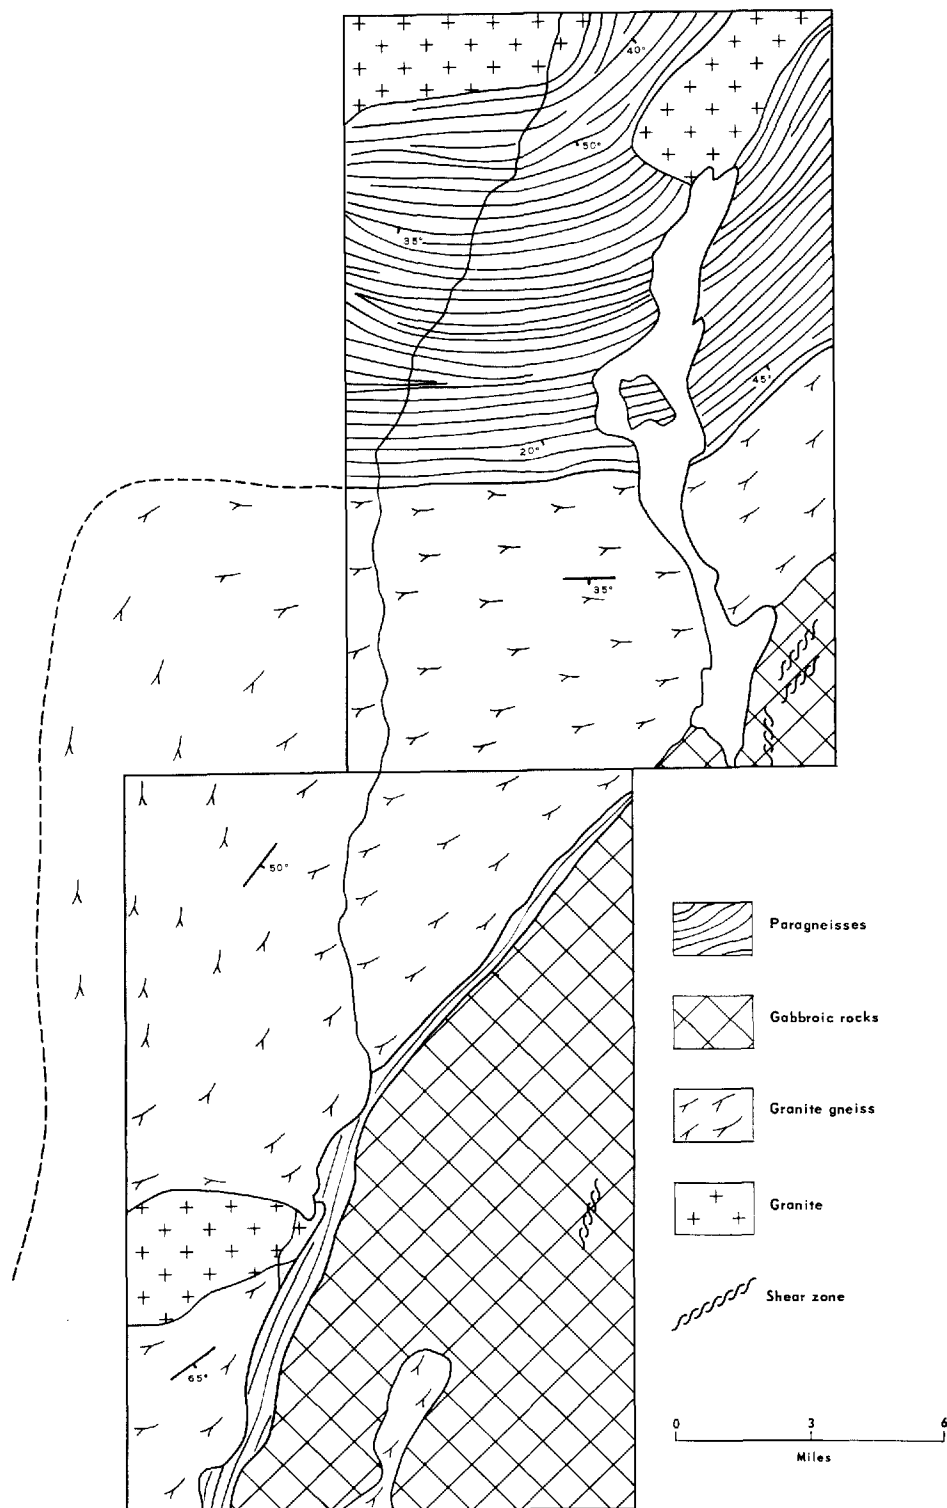 40°
50°
35°
45°
20°
35°
50°
65°
Paragneisses
Gabbroic rocks
Granite gneiss
Granite
Shear zone
0 3 6
Miles